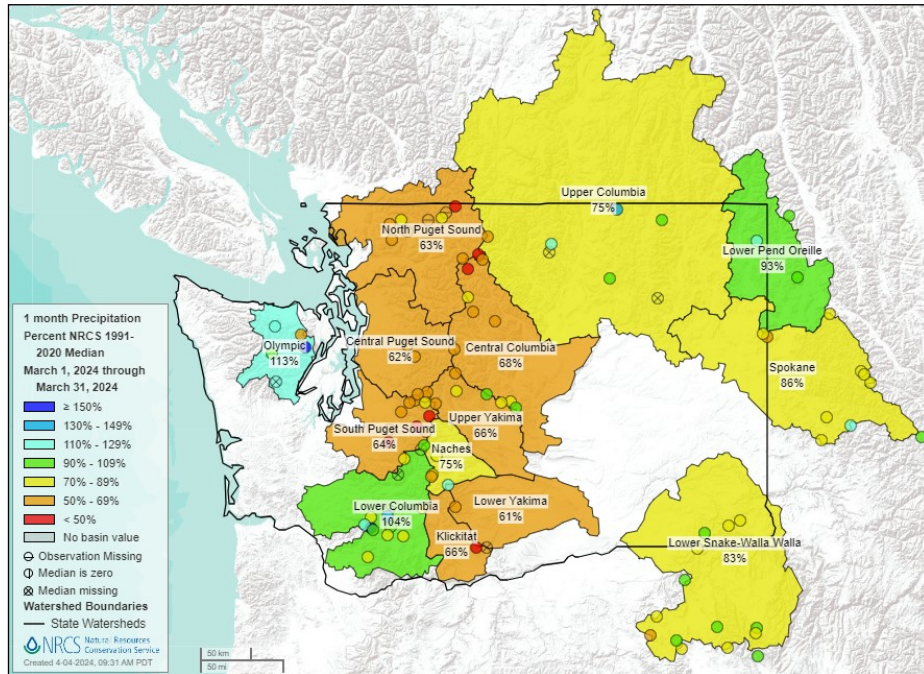 Upper Columbia
75%
North Puget Sound
63%
Lower Pend Oreille
93%
Olympic
113%
Central Puget Sound
62%
Central Columbia
68%
Spokane
86%
South Puget Sound
64%
Upper Yakima
66%
Naches
75%
Lower Columbia
104%
Lower Yakima
61%
Klickitat
66%
Lower Snake-Walla Walla
83%
1 month Precipitation
Percent NRCS 1991-
2020 Median
March 1, 2024 through
March 31, 2024
≥ 150%
130% - 149%
110% - 129%
90% - 109%
70% - 89%
50% - 69%
< 50%
No basin value
Observation Missing
Median is zero
Median missing
Watershed Boundaries
State Watersheds
NRCS Natural Resources
Conservation Service
Created 4-04-2024, 09:31 AM PDT
50 km
50 mi